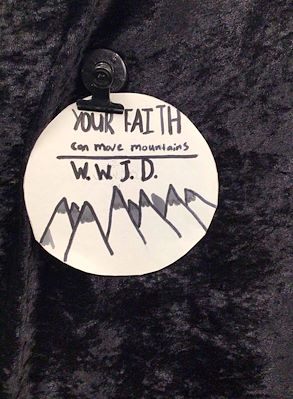 YOUR FAITH
can move mountains
W. W. J. D.